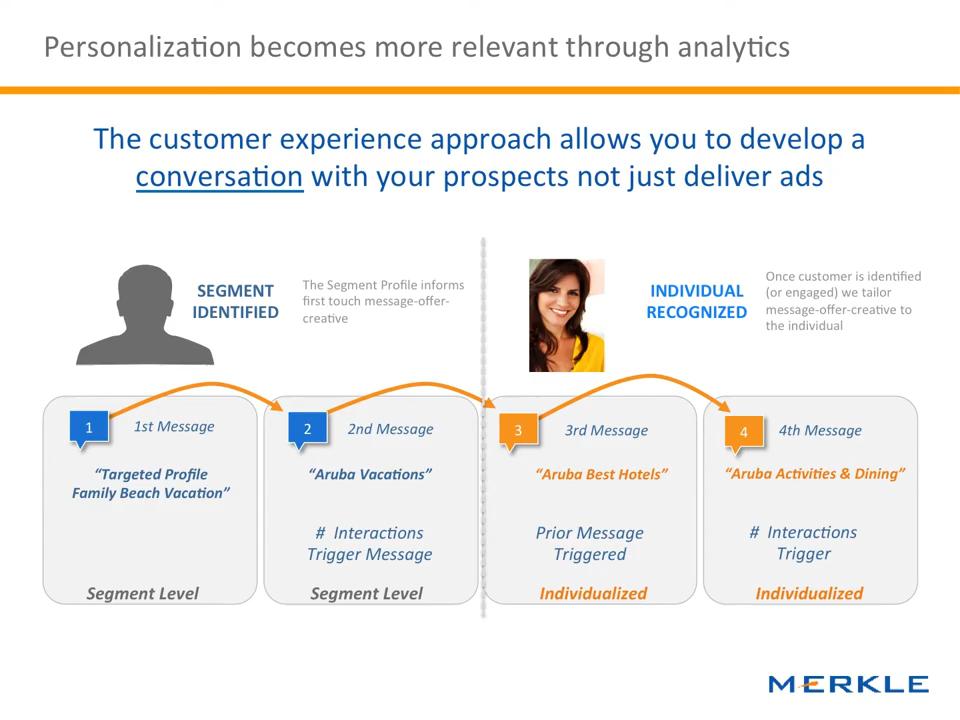 Personalization becomes more relevant through analytics
The customer experience approach allows you to develop a
conversation with your prospects not just deliver ads
SEGMENT
IDENTIFIED
The Segment Profile informs
first touch message-offer-
creative
INDIVIDUAL
RECOGNIZED
Once customer is identified
(or engaged) we tailor
message-offer-creative to
the individual
1
1st Message
“Targeted Profile
Family Beach Vacation”
Segment Level
2
2nd Message
“Aruba Vacations”
# Interactions
Trigger Message
Segment Level
3
3rd Message
“Aruba Best Hotels”
Prior Message
Triggered
Individualized
4
4th Message
“Aruba Activities & Dining”
# Interactions
Trigger
Individualized
MERKLE